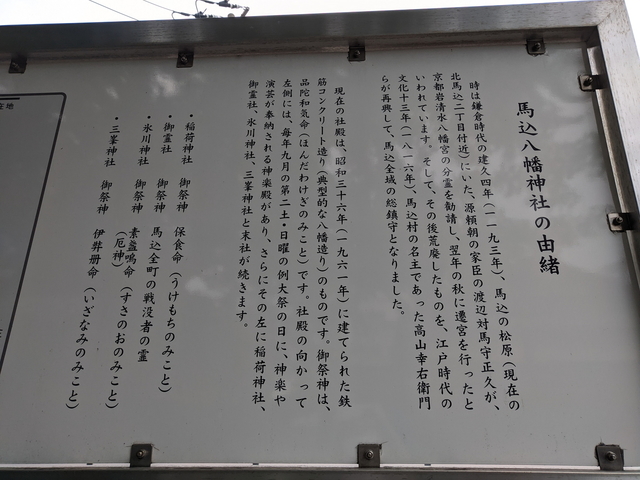 馬込八幡神社の由緒
時は鎌倉時代の建久四年（一一九三年）、馬込の松原（現在の
北馬込二丁目付近）にいた、源頼朝の家臣の渡辺対馬守正久が、
京都岩清水八幡宮の分霊を勧請し、翌年の秋に遷宮を行ったと
いわれています。そして、その後荒廃したものを、江戸時代の
文化十三年（一八一六年）、馬込村の名主であった高山幸右衛門
らが再興して、馬込全域の総鎮守となりました。
現在の社殿は、昭和三十六年（一九六一年）に建てられた鉄
筋コンクリート造り（典型的な八幡造り）のものです。御祭神は、
品陀和気命（ほんだわけぎのみこと）です。社殿の向かって
左側には、毎年九月の第二土・日曜の例大祭の日に、神楽や
演芸が奉納される神楽殿があり、さらにその左に稲荷神社、
御霊社、氷川神社、三峯神社と末社が続きます。
・稲荷神社 御祭神 保食命（うけもちのみこと）
・御霊社 御祭神 馬込全町の戦没者の霊
・氷川神社 御祭神 素盞嗚命（すさのおのみこと）
（厄神）
・三峯神社 御祭神 伊弉冊命（いざなみのみこと）
在地